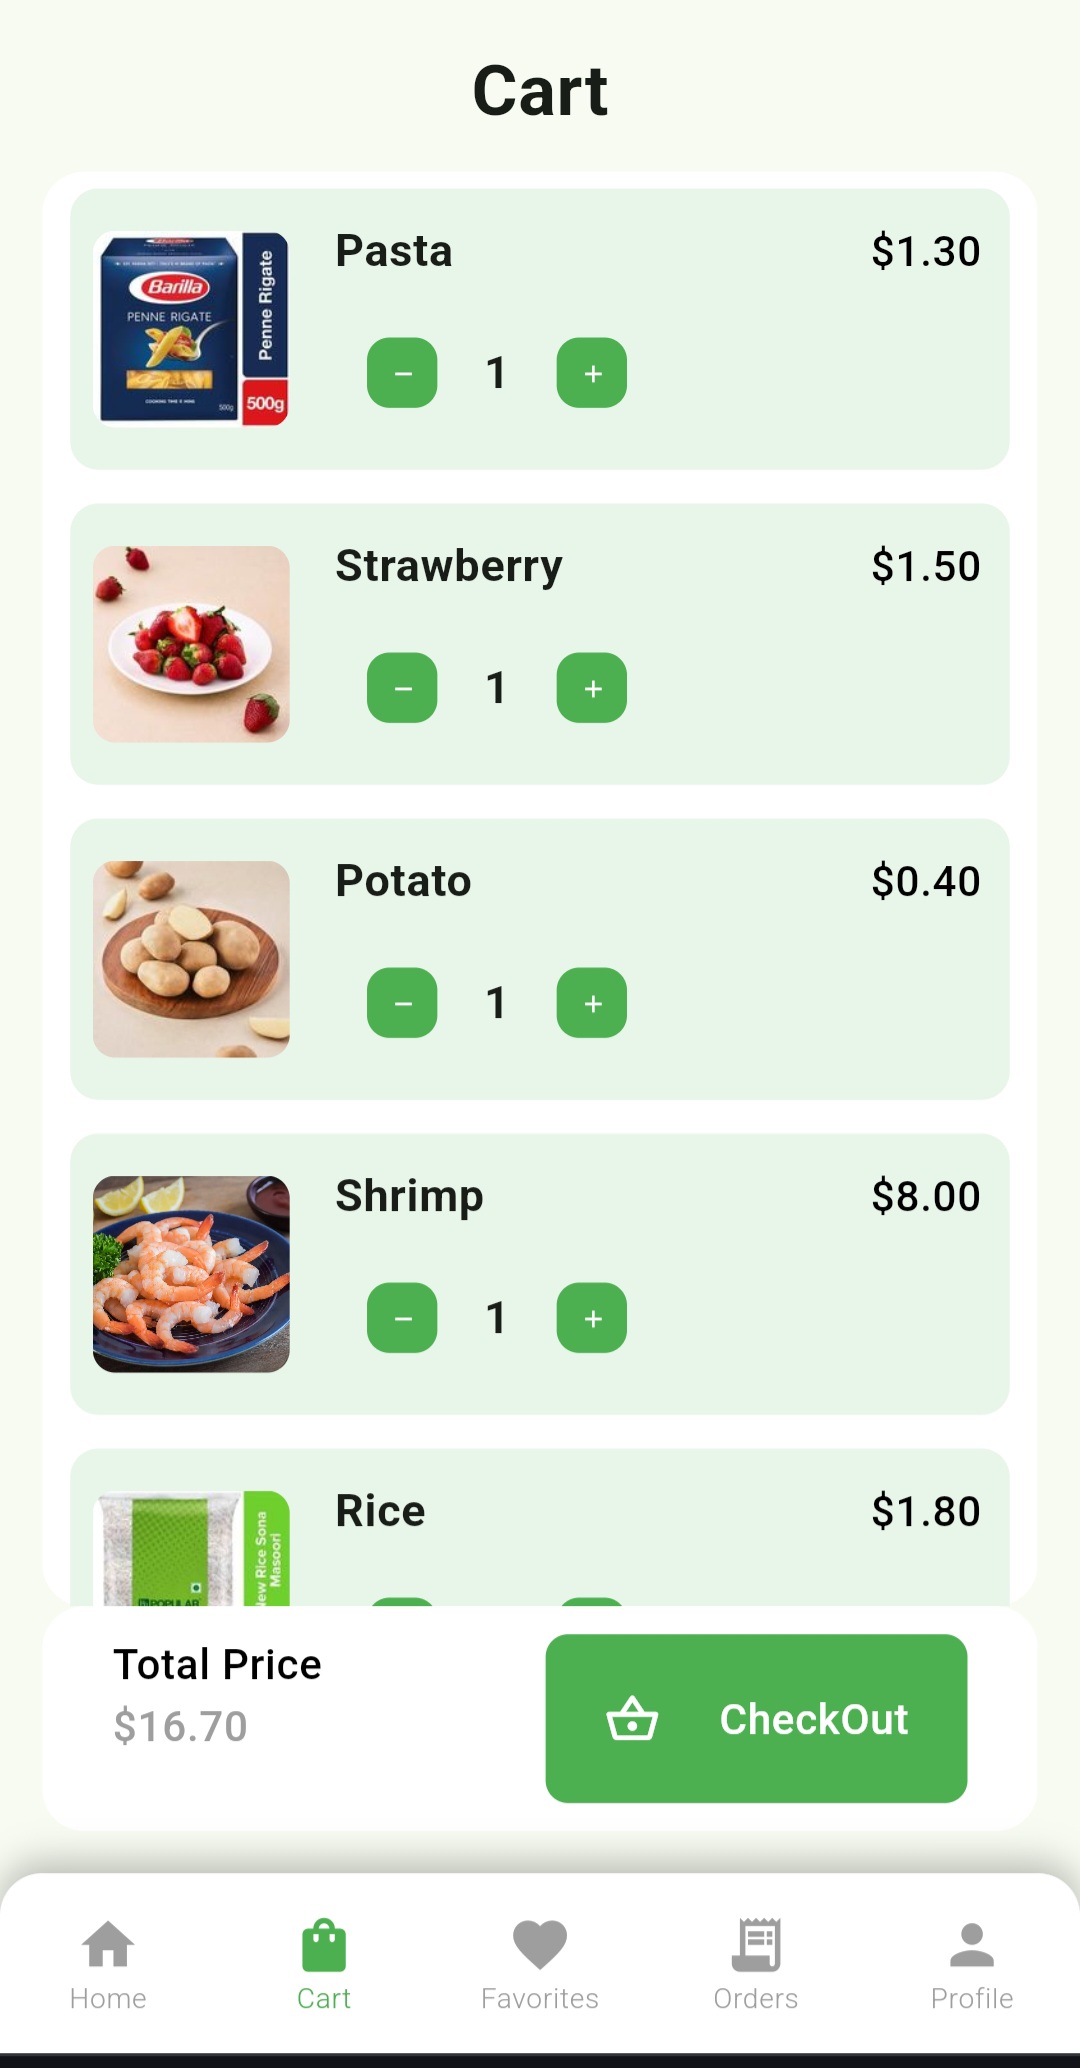 Cart
Pasta
$1.30
Barilla
PENNE RIGATE
Penne Rigate
500g
500g
− 1 +
Strawberry
$1.50
− 1 +
Potato
$0.40
− 1 +
Shrimp
$8.00
− 1 +
Rice
$1.80
New Rice Sona
Masoori
POPULAR
Total Price
$16.70
CheckOut
Home
Cart
Favorites
Orders
Profile